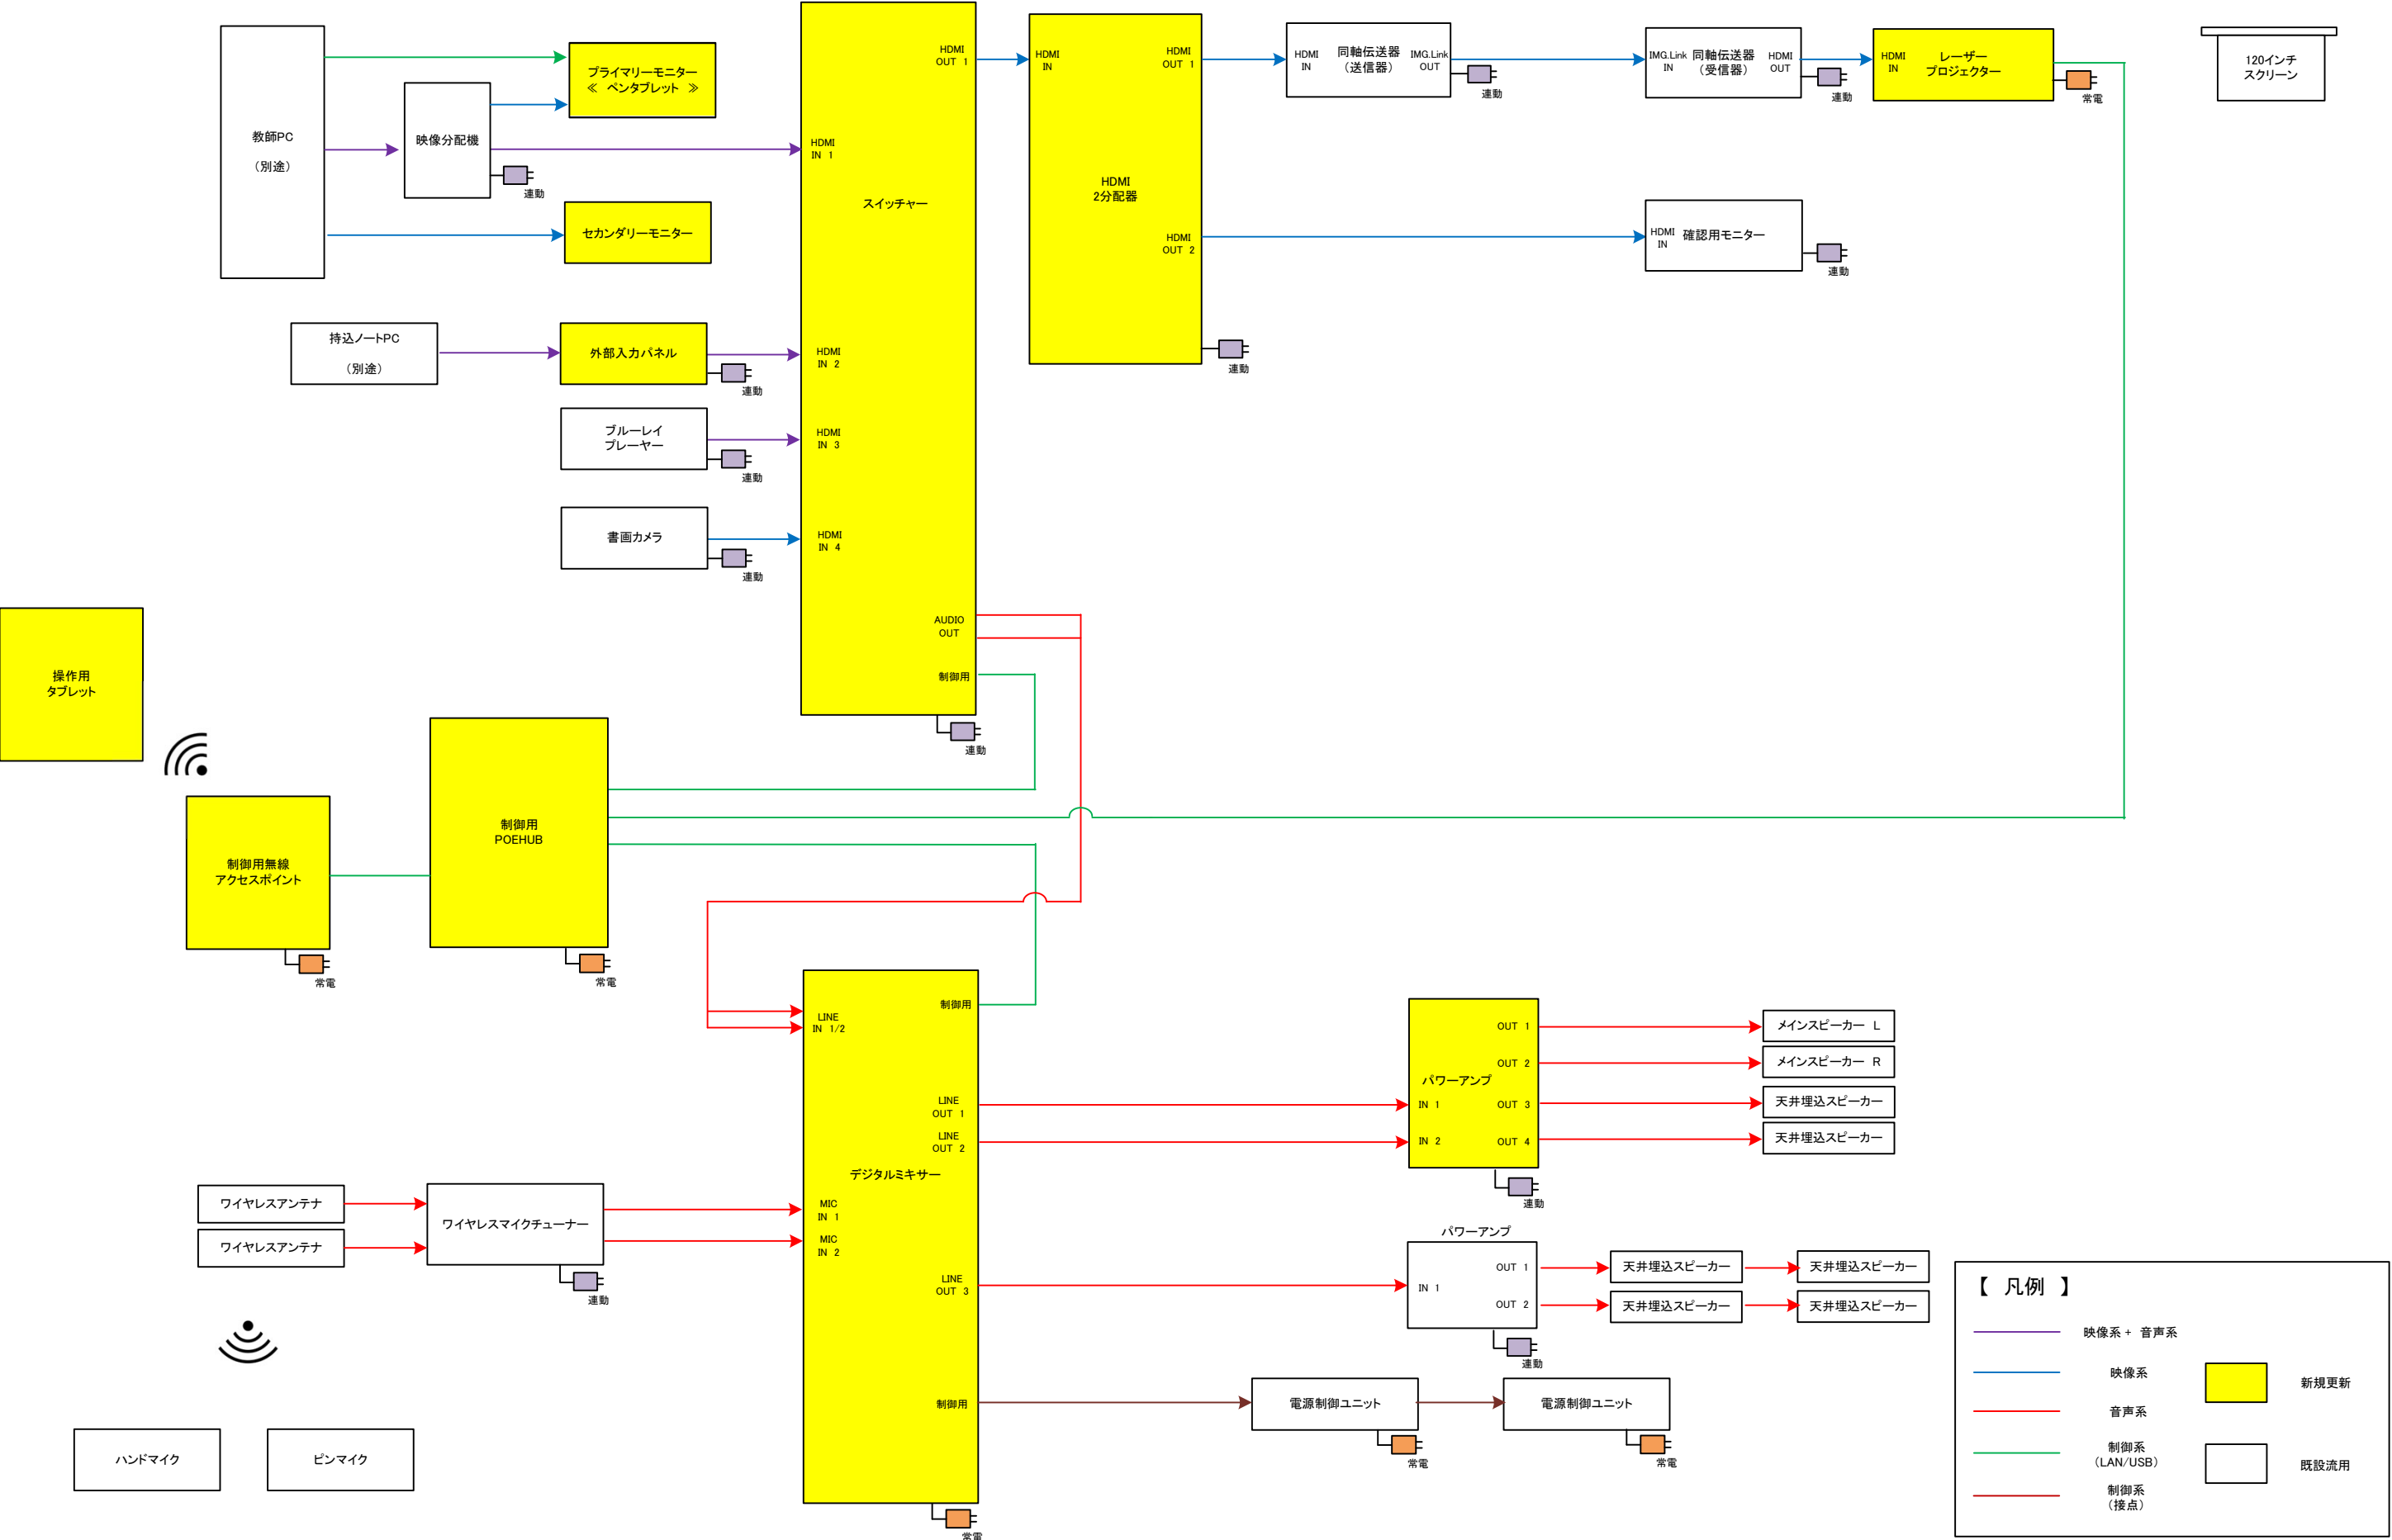 教師PC
（別途）
プライマリーモニター
≪ ペンタブレット ≫
映像分配機
連動
セカンダリーモニター
持込ノートPC
（別途）
外部入力パネル
連動
ブルーレイ
プレーヤー
連動
書画カメラ
連動
スイッチャー
HDMI
IN 1
HDMI
IN 2
HDMI
IN 3
HDMI
IN 4
HDMI
OUT 1
AUDIO
OUT
制御用
連動
HDMI
IN
HDMI
2分配器
HDMI
OUT 1
HDMI
OUT 2
連動
HDMI
IN
同軸伝送器
（送信器）
IMG.Link
OUT
連動
IMG.Link
IN
同軸伝送器
（受信器）
HDMI
OUT
連動
HDMI
IN
レーザー
プロジェクター
常電
120インチ
スクリーン
HDMI
IN
確認用モニター
連動
操作用
タブレット
制御用無線
アクセスポイント
常電
制御用
POEHUB
常電
デジタルミキサー
LINE
IN 1/2
制御用
LINE
OUT 1
LINE
OUT 2
MIC
IN 1
MIC
IN 2
LINE
OUT 3
制御用
常電
ワイヤレスアンテナ
ワイヤレスアンテナ
ワイヤレスマイクチューナー
連動
ハンドマイク
ピンマイク
パワーアンプ
IN 1
IN 2
OUT 1
OUT 2
OUT 3
OUT 4
連動
メインスピーカー L
メインスピーカー R
天井埋込スピーカー
天井埋込スピーカー
パワーアンプ
IN 1
OUT 1
OUT 2
連動
天井埋込スピーカー
天井埋込スピーカー
天井埋込スピーカー
天井埋込スピーカー
電源制御ユニット
常電
電源制御ユニット
常電
【 凡例 】
映像系 + 音声系
映像系
音声系
制御系
（LAN/USB）
制御系
（接点）
新規更新
既設流用